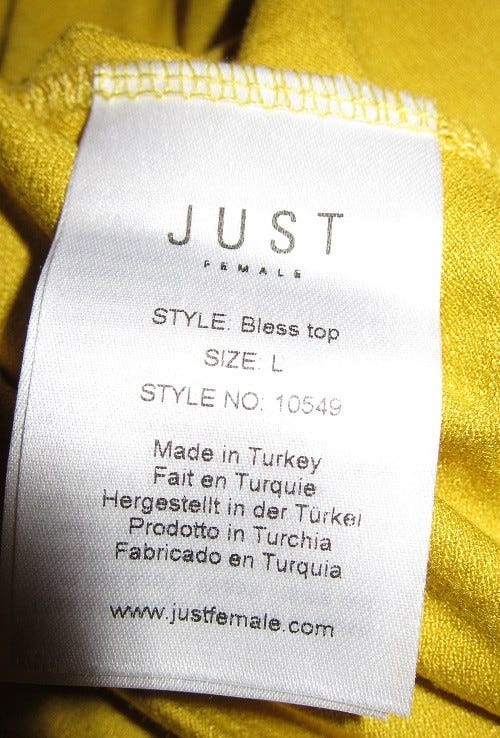 JUST
FEMALE
STYLE: Bless top
SIZE: L
STYLE NO: 10549
Made in Turkey
Fait en Turquie
Hergestellt in der Türkei
Prodotto in Turchia
Fabricado en Turquia
www.justfemale.com